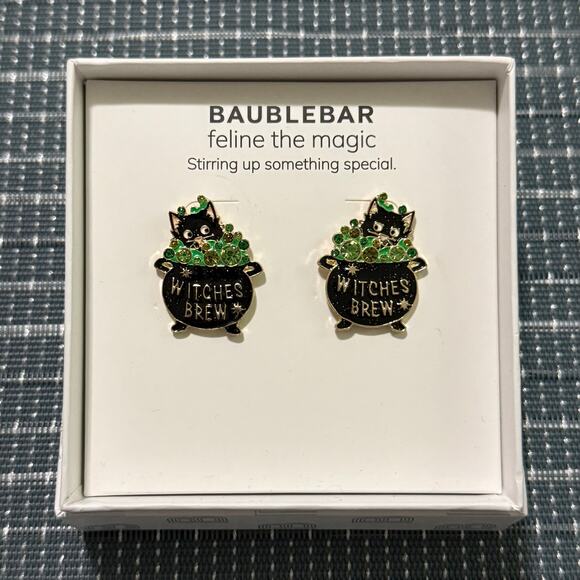 BAUBLEBAR
feline the magic
Stirring up something special.
WITCHES
BREW
WITCHES
BREW